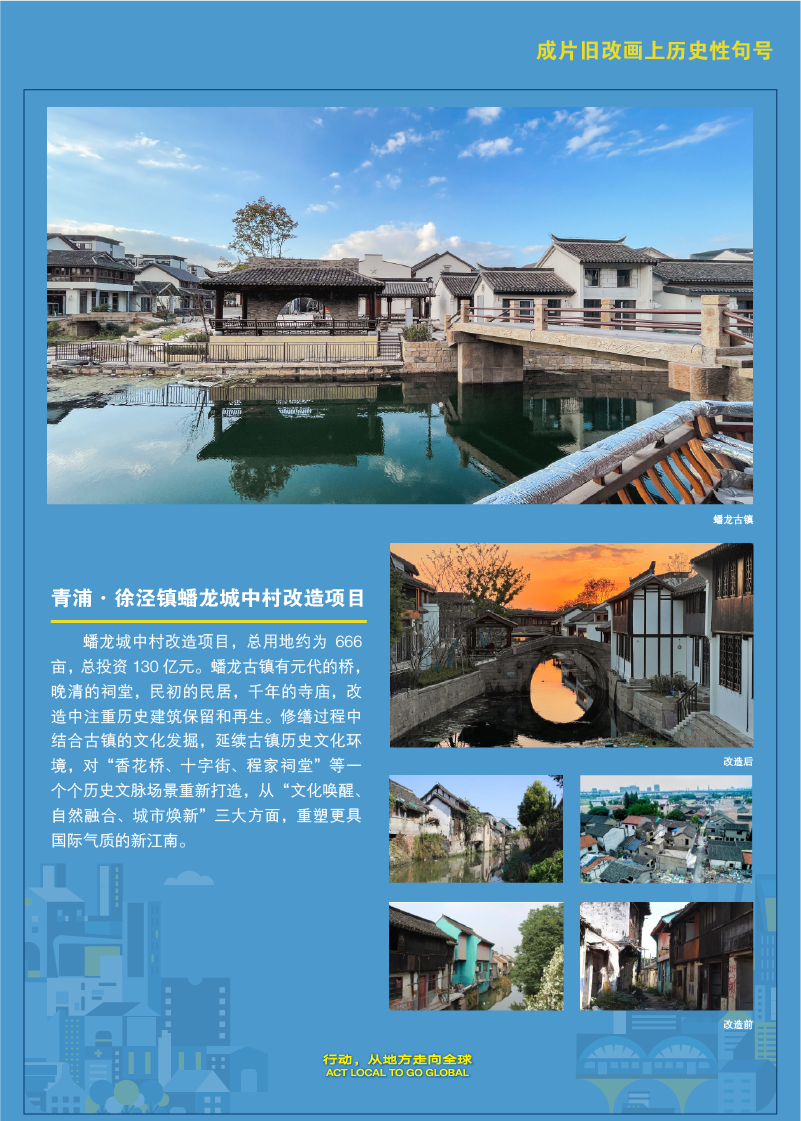 成片旧改画上历史性句号
蟠龙古镇
青浦·徐泾镇蟠龙城中村改造项目
蟠龙城中村改造项目，总用地约为 666
亩，总投资 130 亿元。蟠龙古镇有元代的桥，
晚清的祠堂，民初的民居，千年的寺庙，改
造中注重历史建筑保留和再生。修缮过程中
结合古镇的文化发掘，延续古镇历史文化环
境，对“香花桥、十字街、程家祠堂”等一
个个历史文脉场景重新打造，从“文化唤醒、
自然融合、城市焕新”三大方面，重塑更具
国际气质的新江南。
改造后
改造前
行动，从地方走向全球
ACT LOCAL TO GO GLOBAL